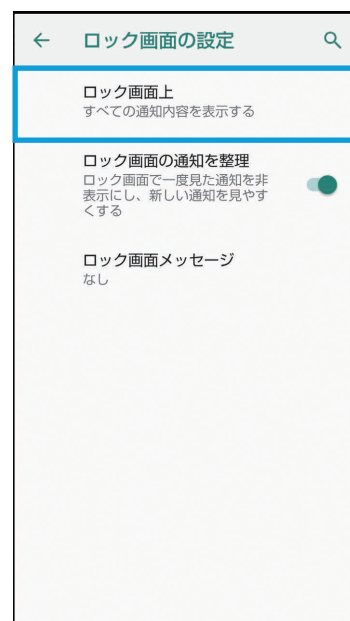 ロック画面の設定
ロック画面上
すべての通知内容を表示する
ロック画面の通知を整理
ロック画面で一度見た通知を非
表示にし、新しい通知を見やす
くする
ロック画面メッセージ
なし